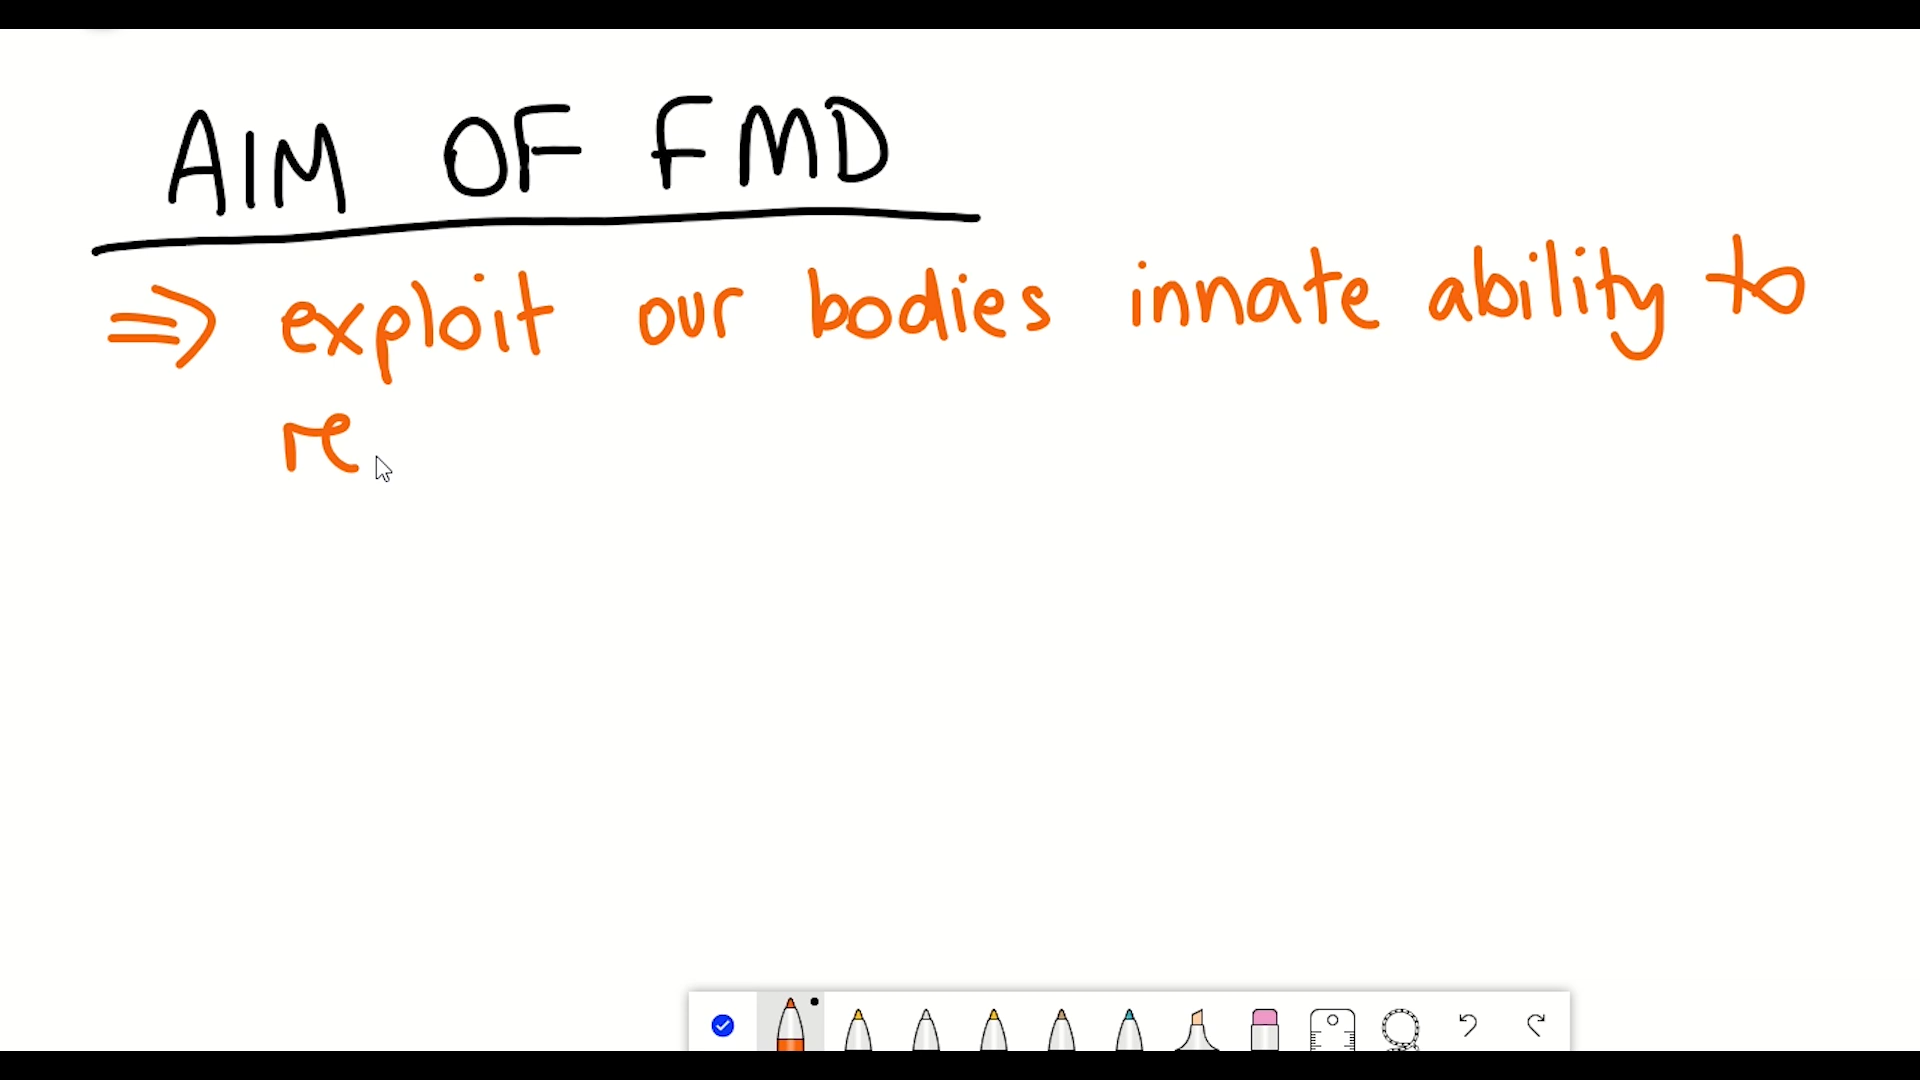 AIM OF FMD
⇒ exploit our bodies innate ability to
re